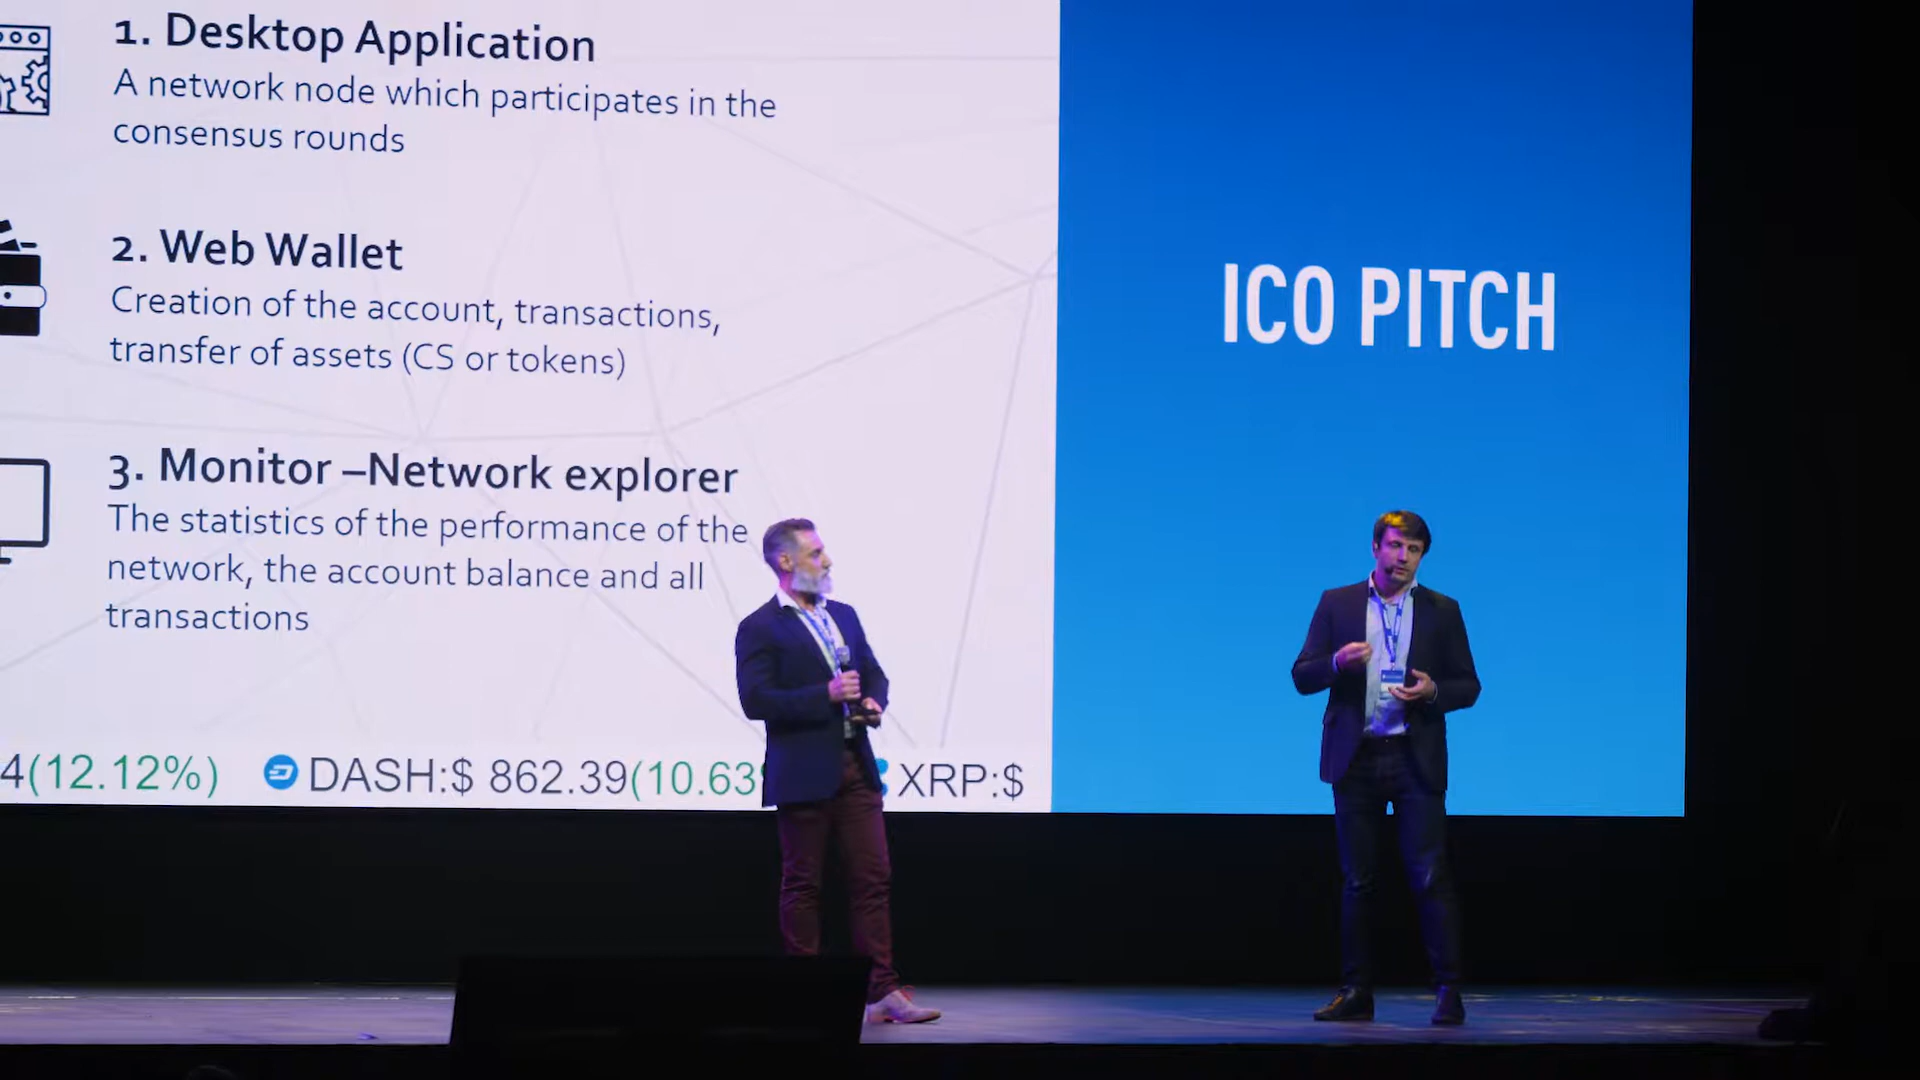 1. Desktop Application
A network node which participates in the
consensus rounds
2. Web Wallet
Creation of the account, transactions,
transfer of assets (CS or tokens)
3. Monitor –Network explorer
The statistics of the performance of the
network, the account balance and all
transactions
4(12.12%) DASH:$ 862.39(10.63 XRP:$
ICO PITCH